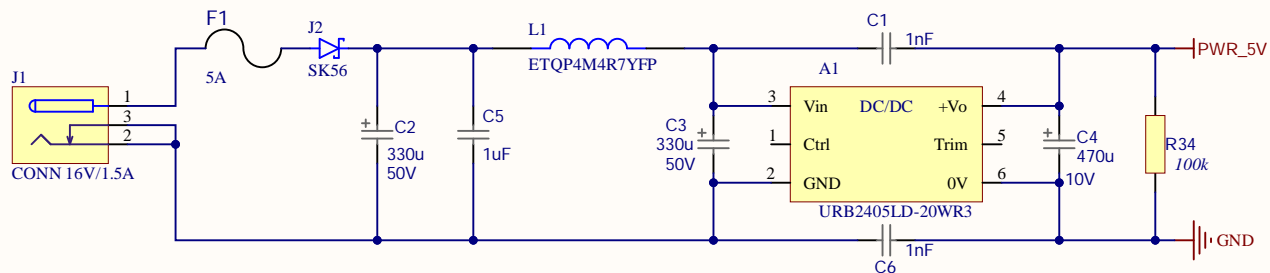 F1
5A
J2
SK56
L1
ETQP4M4R7YFP
C1
1nF
PWR_5V
J1
1
3
2
CONN 16V/1.5A
C2
330u
50V
C5
1uF
C3
330u
50V
A1
3 Vin DC/DC +Vo 4
1 Ctrl Trim 5
2 GND 0V 6
URB2405LD-20WR3
C4
470u
10V
R34
100k
C6
1nF
GND